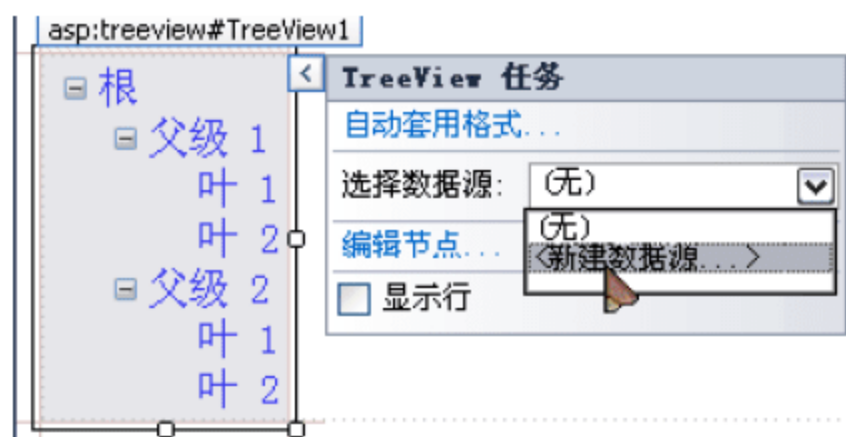 asp:treeview#TreeView1
根
父级 1
叶 1
叶 2
父级 2
叶 1
叶 2
TreeView 任务
自动套用格式...
选择数据源: (无)
(无)
<新建数据源...>
编辑节点...
显示行